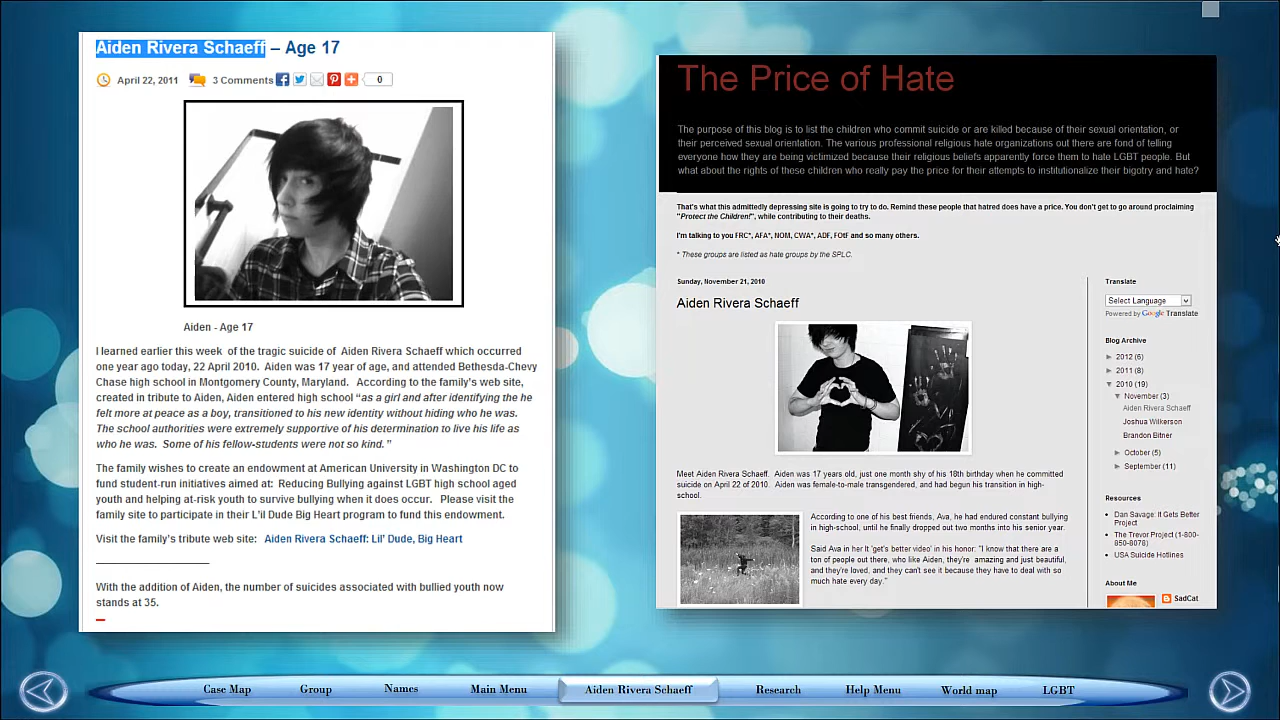 Aiden Rivera Schaeff – Age 17
April 22, 2011 3 Comments 0
Aiden - Age 17
I learned earlier this week of the tragic suicide of Aiden Rivera Schaeff which occurred
one year ago today, 22 April 2010. Aiden was 17 year of age, and attended Bethesda-Chevy
Chase high school in Montgomery County, Maryland. According to the family's web site,
created in tribute to Aiden, Aiden entered high school "as a girl and after identifying the he
felt more at peace as a boy, transitioned to his new identity without hiding who he was.
The school authorities were extremely supportive of his determination to live his life as
who he was. Some of his fellow-students were not so kind. "
The family wishes to create an endowment at American University in Washington DC to
fund student-run initiatives aimed at: Reducing Bullying against LGBT high school aged
youth and helping at-risk youth to survive bullying when it does occur. Please visit the
family site to participate in their L'il Dude Big Heart program to fund this endowment.
Visit the family's tribute web site: Aiden Rivera Schaeff: Lil' Dude, Big Heart
With the addition of Aiden, the number of suicides associated with bullied youth now
stands at 35.
The Price of Hate
The purpose of this blog is to list the children who commit suicide or are killed because of their sexual orientation, or
their perceived sexual orientation. The various professional religious hate organizations out there are fond of telling
everyone how they are being victimized because their religious beliefs apparently force them to hate LGBT people. But
what about the rights of these children who really pay the price for their attempts to institutionalize their bigotry and hate?
That's what this admittedly depressing site is going to try to do. Remind these people that hatred does have a price. You don't get to go around proclaiming
"Protect the Children!", while contributing to their deaths.
I'm talking to you FRC*, AFA*, NOM, CWA*, ADF, FOtF and so many others.
* These groups are listed as hate groups by the SPLC.
Sunday, November 21, 2010
Aiden Rivera Schaeff
Meet Aiden Rivera Schaeff. Aiden was 17 years old, just one month shy of his 18th birthday when he committed
suicide on April 22 of 2010. Aiden was female-to-male transgendered, and had begun his transition in high-
school.
According to one of his best friends, Ava, he had endured constant bullying
in high-school, until he finally dropped out two months into his senior year.
Said Ava in her It 'get's better video' in his honor: "I know that there are a
ton of people out there, who like Aiden, they're amazing and just beautiful,
and they're loved, and they can't see it because they have to deal with so
much hate every day."
Translate
Select Language
Powered by Google Translate
Blog Archive
► 2012 (6)
► 2011 (8)
▼ 2010 (19)
▼ November (3)
Aiden Rivera Schaeff
Joshua Wilkerson
Brandon Bitner
► October (5)
► September (11)
Resources
Dan Savage: It Gets Better
Project
The Trevor Project (1-800-
850-8078)
USA Suicide Hotlines
About Me
SadCat
Case Map Group Names Main Menu Aiden Rivera Schaeff Research Help Menu World map LGBT